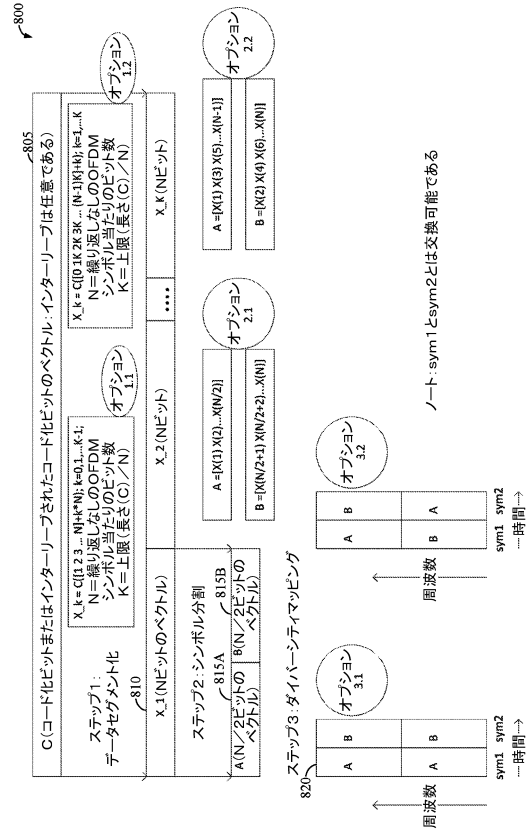 800
805
C(コード化ビットまたはインターリーブされたコード化ビットのベクトル:インターリーブは任意である)
ステップ1:
データセグメント化
810
X_k = C([1 2 3 ... N]+k*N); k=0,1,...K-1;
N=繰り返しなしのOFDM
シンボル当たりのビット数
K=上限(長さ(C)/N)
オプション
1.1
X_k = C([0 1K 2K 3K ... (N-1)K]+k); k=1,...K
N=繰り返しなしのOFDM
シンボル当たりのビット数
K=上限(長さ(C)/N)
オプション
1.2
X_1(Nビットのベクトル)
X_2(Nビット)
....
X_K(Nビット)
ステップ2:シンボル分割
815A
815B
A(N/2ビットの
ベクトル)
B(N/2ビットの
ベクトル)
A =[X(1) X(2)...X(N/2)]
B =[X(N/2+1) X(N/2+2)...X(N)]
オプション
2.1
A =[X(1) X(3) X(5)...X(N-1)]
B =[X(2) X(4) X(6)...X(N)]
オプション
2.2
ステップ3:ダイバーシティマッピング
820
周波数
A B
A B
sym1 sym2
時間
オプション
3.1
周波数
A B
B A
sym1 sym2
時間
オプション
3.2
ノート:sym1とsym2とは交換可能である